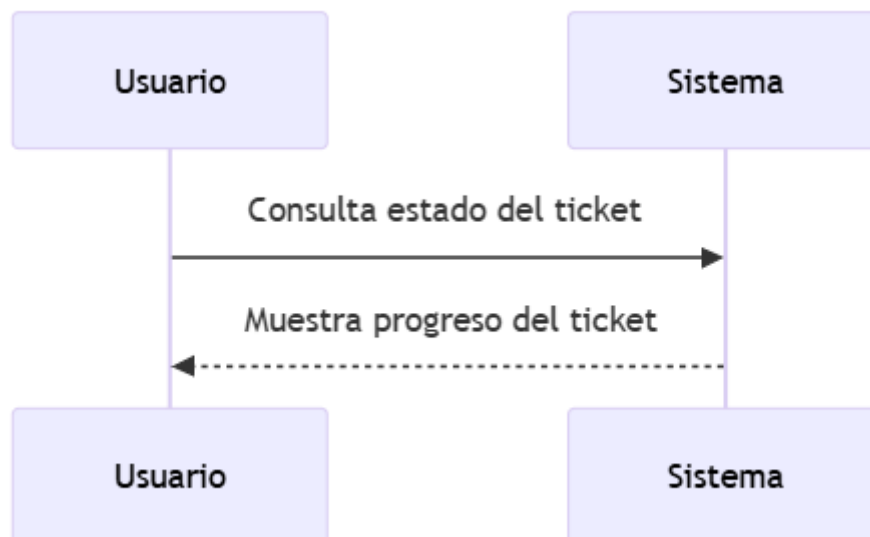 Usuario
Sistema
Consulta estado del ticket
Muestra progreso del ticket
Usuario
Sistema